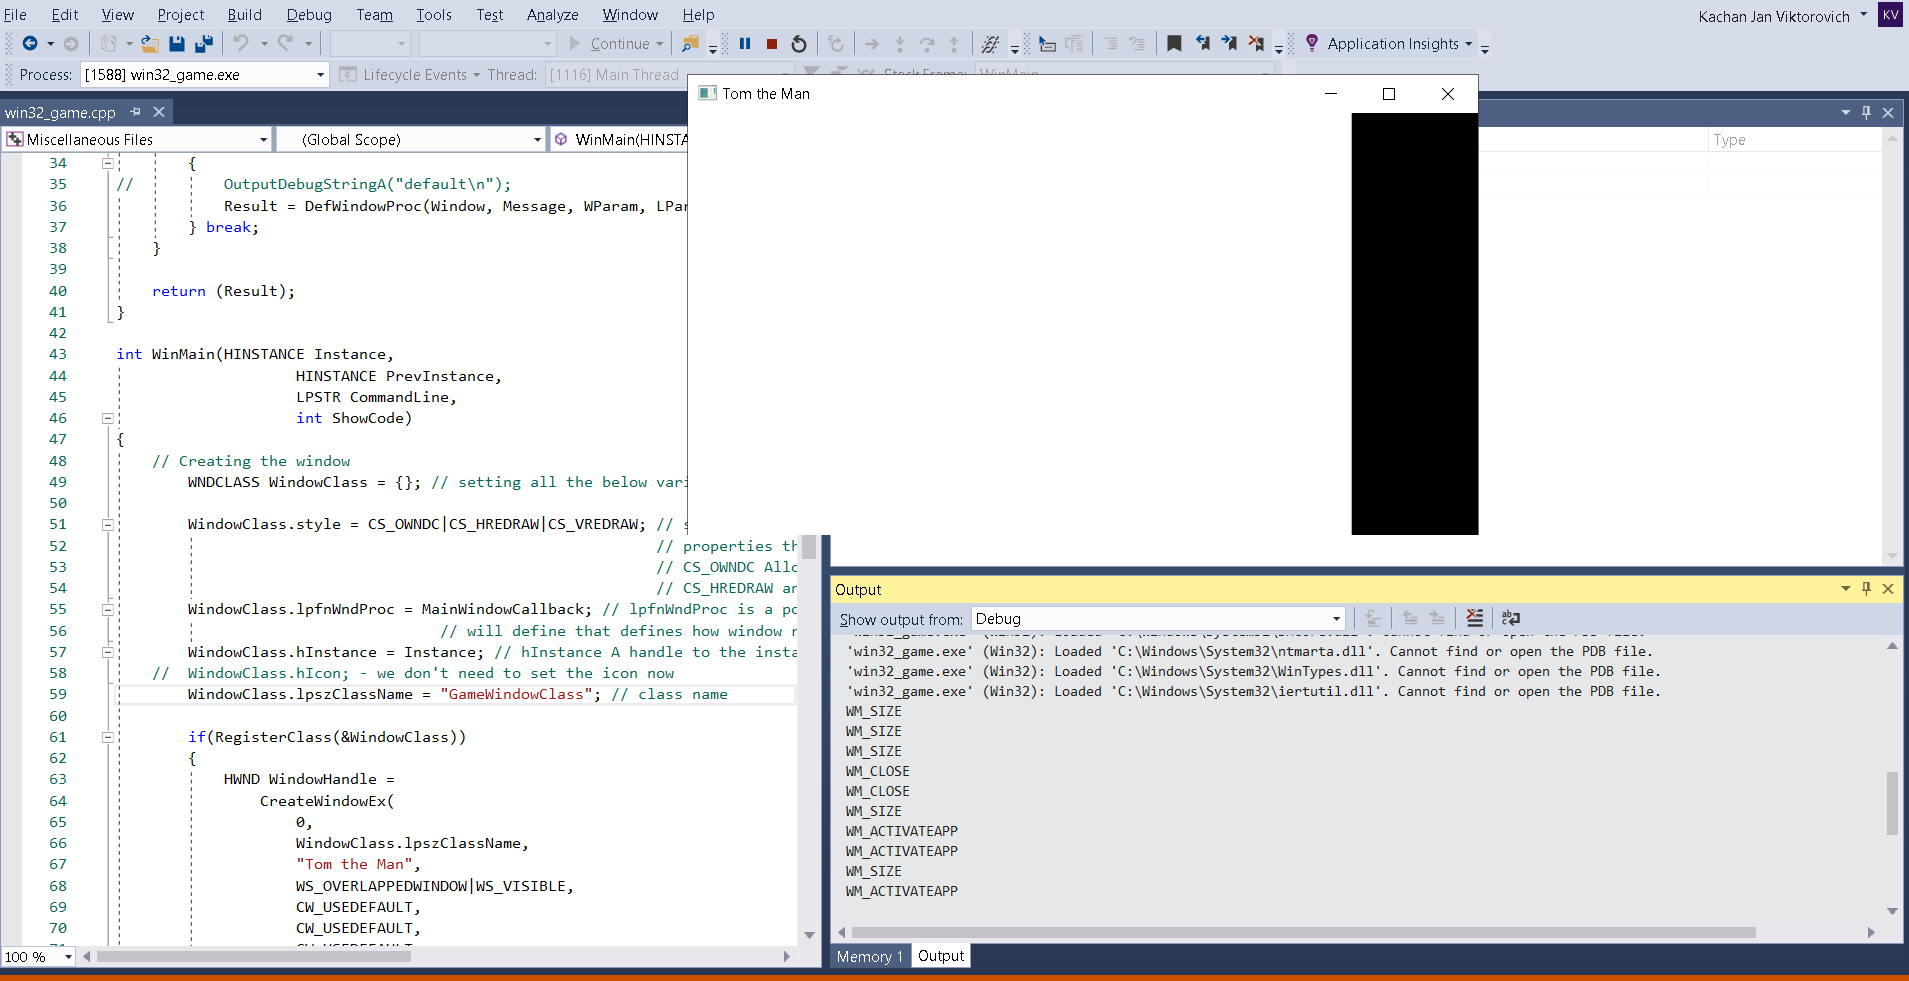 File Edit View Project Build Debug Team Tools Test Analyze Window Help
Kachan Jan Viktorovich KV
Continue Application Insights
Process: [1588] win32_game.exe Lifecycle Events Thread: [1116] Main Thread Stack Frame: WinMain
Tom the Man
win32_game.cpp
Miscellaneous Files (Global Scope) WinMain(HINSTA
Type
34 {
35 // OutputDebugStringA("default\n");
36 Result = DefWindowProc(Window, Message, WParam, LPar
37 } break;
38 }
39
40 return (Result);
41 }
42
43 int WinMain(HINSTANCE Instance,
44 HINSTANCE PrevInstance,
45 LPSTR CommandLine,
46 int ShowCode)
47 {
48 // Creating the window
49 WNDCLASS WindowClass = {}; // setting all the below vari
50
51 WindowClass.style = CS_OWNDC|CS_HREDRAW|CS_VREDRAW; // s
52 // properties th
53 // CS_OWNDC Allo
54 // CS_HREDRAW an
55 WindowClass.lpfnWndProc = MainWindowCallback; // lpfnWndProc is a po
56 // will define that defines how window r
57 WindowClass.hInstance = Instance; // hInstance A handle to the insta
58 // WindowClass.hIcon; - we don't need to set the icon now
59 WindowClass.lpszClassName = "GameWindowClass"; // class name
60
61 if(RegisterClass(&WindowClass))
62 {
63 HWND WindowHandle =
64 CreateWindowEx(
65 0,
66 WindowClass.lpszClassName,
67 "Tom the Man",
68 WS_OVERLAPPEDWINDOW|WS_VISIBLE,
69 CW_USEDEFAULT,
70 CW_USEDEFAULT,
71 CW_USEDEFAULT
100 %
Output
Show output from: Debug
'win32_game.exe' (Win32): Loaded 'C:\Windows\System32\ntmarta.dll'. Cannot find or open the PDB file.
'win32_game.exe' (Win32): Loaded 'C:\Windows\System32\WinTypes.dll'. Cannot find or open the PDB file.
'win32_game.exe' (Win32): Loaded 'C:\Windows\System32\iertutil.dll'. Cannot find or open the PDB file.
WM_SIZE
WM_SIZE
WM_SIZE
WM_CLOSE
WM_CLOSE
WM_SIZE
WM_ACTIVATEAPP
WM_ACTIVATEAPP
WM_SIZE
WM_ACTIVATEAPP
Memory 1 Output